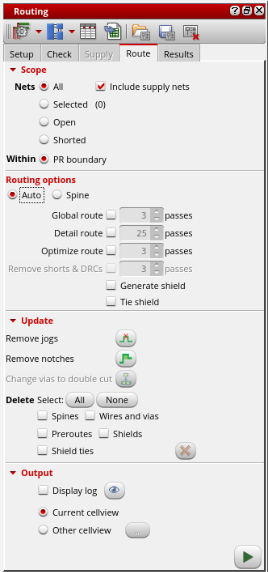 Routing
Setup Check Supply Route Results
Scope
Nets All Include supply nets
Selected (0)
Open
Shorted
Within PR boundary
Routing options
Auto Spine
Global route 3 passes
Detail route 25 passes
Optimize route 3 passes
Remove shorts & DRCs 3 passes
Generate shield
Tie shield
Update
Remove jogs
Remove notches
Change vias to double cut
Delete Select: All None
Spines Wires and vias
Preroutes Shields
Shield ties
Output
Display log
Current cellview
Other cellview ...